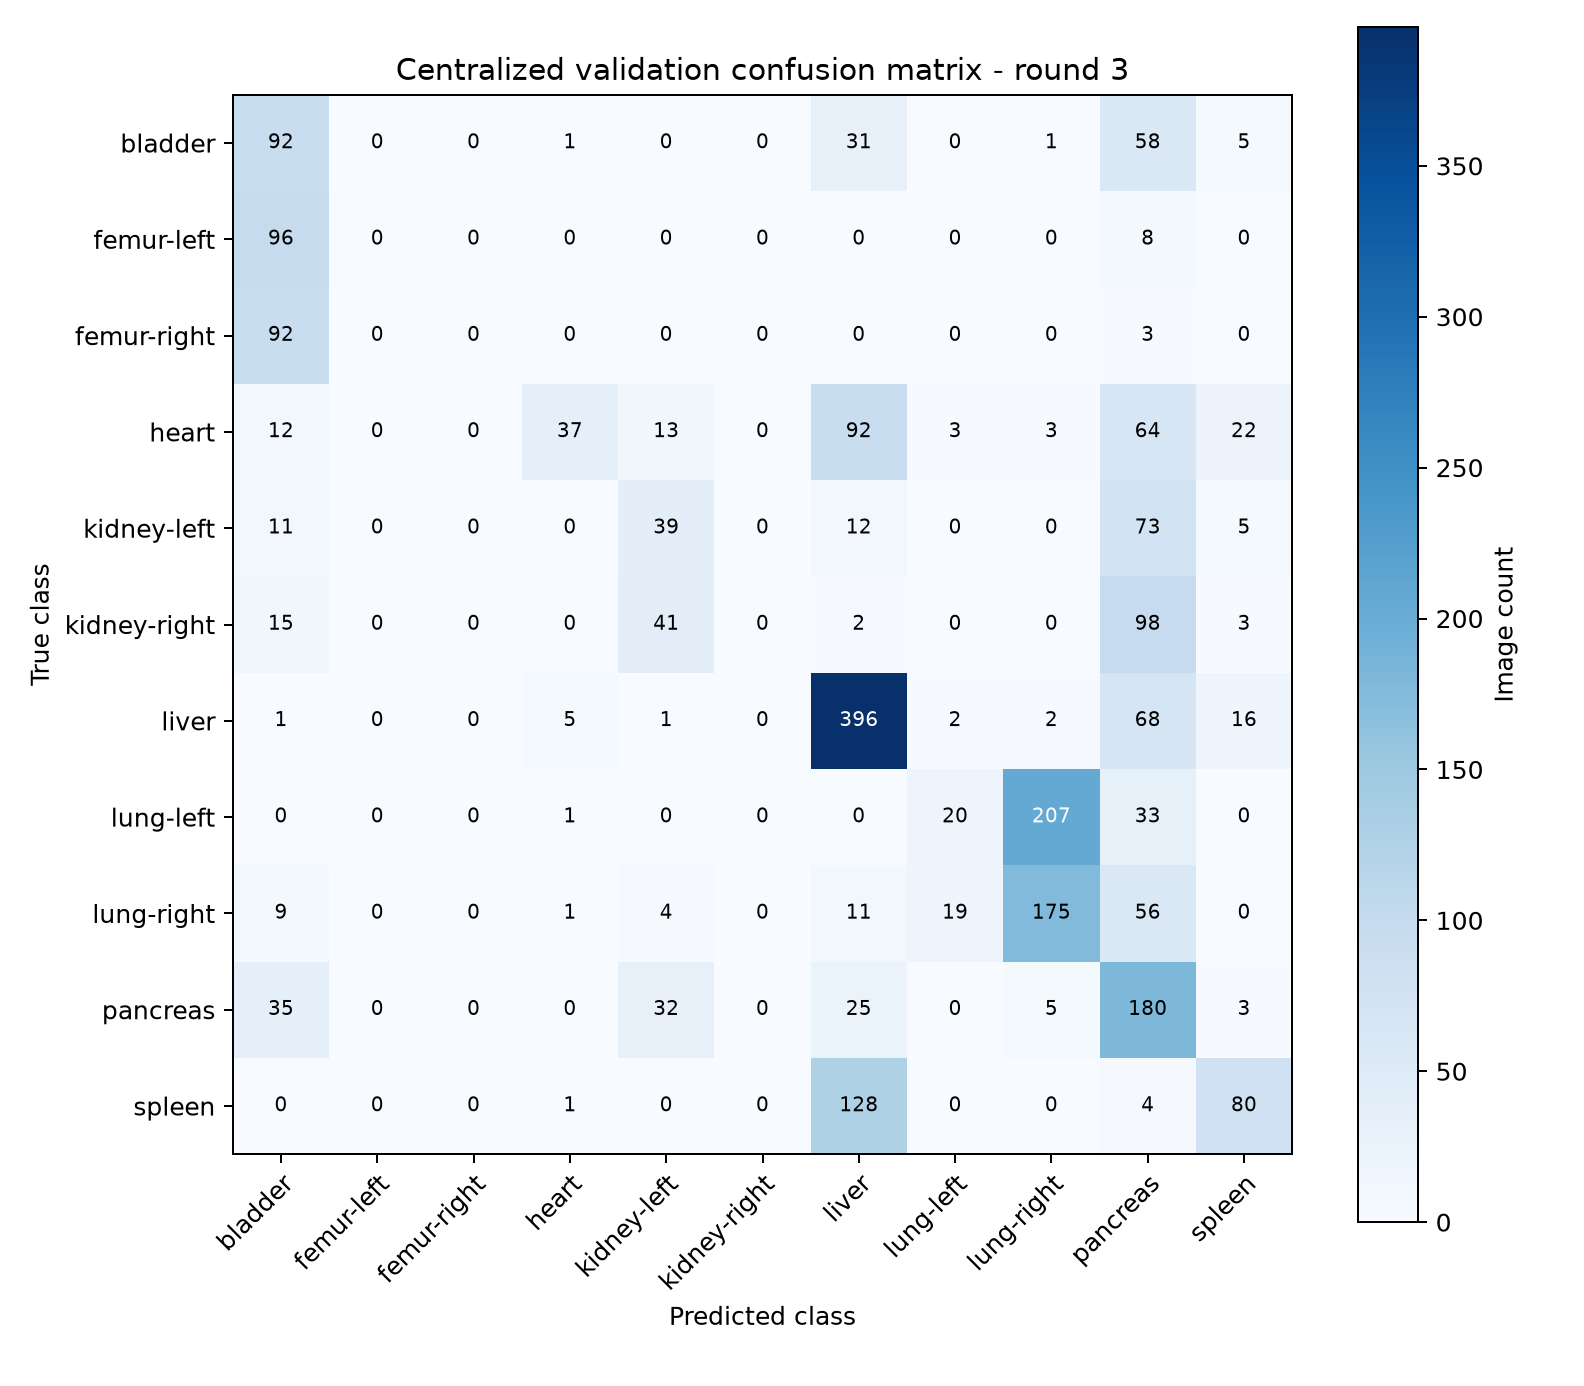 Centralized validation confusion matrix - round 3
bladder 92 0 0 1 0 0 31 0 1 58 5
femur-left 96 0 0 0 0 0 0 0 0 8 0
femur-right 92 0 0 0 0 0 0 0 0 3 0
heart 12 0 0 37 13 0 92 3 3 64 22
kidney-left 11 0 0 0 39 0 12 0 0 73 5
kidney-right 15 0 0 0 41 0 2 0 0 98 3
liver 1 0 0 5 1 0 396 2 2 68 16
lung-left 0 0 0 1 0 0 0 20 207 33 0
lung-right 9 0 0 1 4 0 11 19 175 56 0
pancreas 35 0 0 0 32 0 25 0 5 180 3
spleen 0 0 0 1 0 0 128 0 0 4 80
bladder femur-left femur-right heart kidney-left kidney-right liver lung-left lung-right pancreas spleen
Predicted class
True class
350
300
250
200
150
100
50
0
Image count